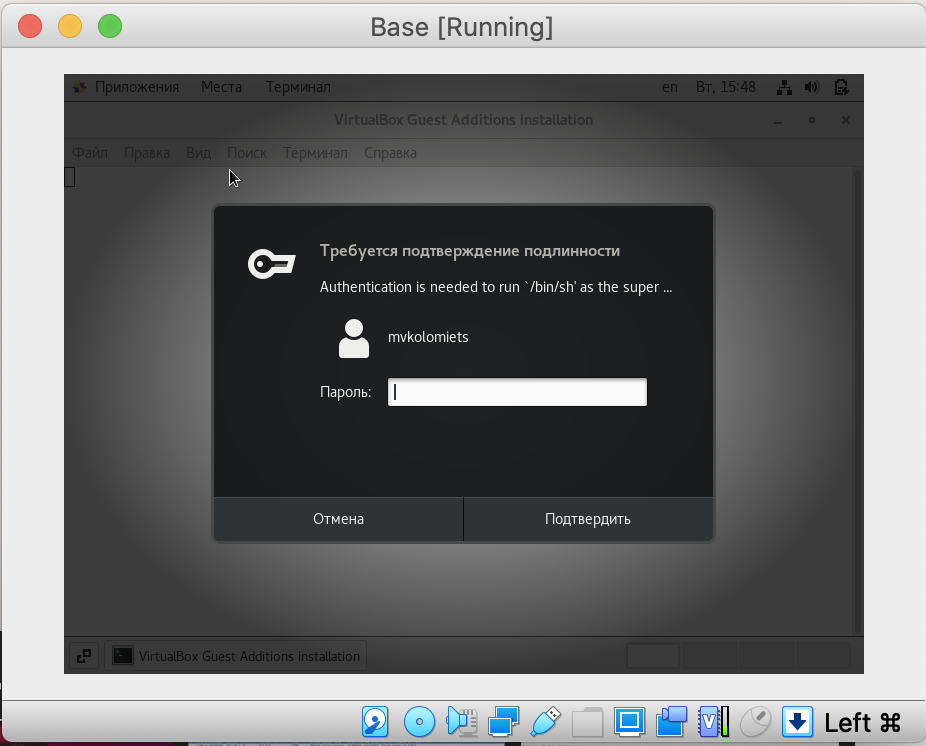 Base [Running]
Приложения Места Терминал en Вт, 15:48
VirtualBox Guest Additions installation
Файл Правка Вид Поиск Терминал Справка
Требуется подтверждение подлинности
Authentication is needed to run `/bin/sh' as the super ...
mvkolomiets
Пароль:
Отмена Подтвердить
VirtualBox Guest Additions installation
Left ⌘